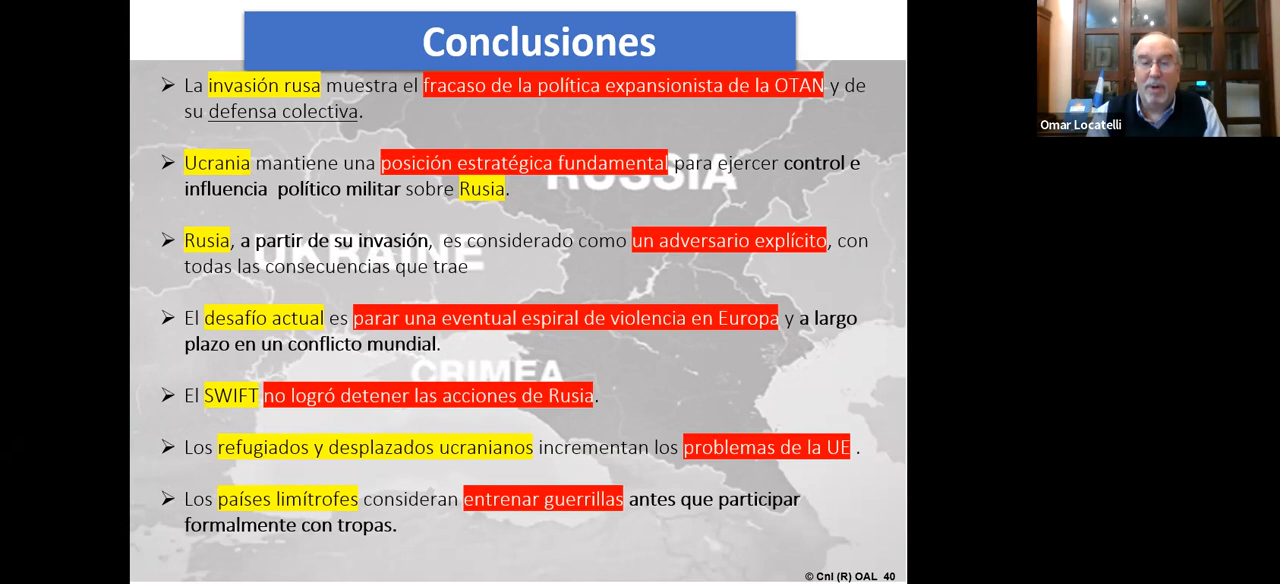 Conclusiones
➢ La invasión rusa muestra el fracaso de la política expansionista de la OTAN y de
su defensa colectiva.
➢ Ucrania mantiene una posición estratégica fundamental para ejercer control e
influencia político militar sobre Rusia.
➢ Rusia, a partir de su invasión, es considerado como un adversario explícito, con
todas las consecuencias que trae
➢ El desafío actual es parar una eventual espiral de violencia en Europa y a largo
plazo en un conflicto mundial.
➢ El SWIFT no logró detener las acciones de Rusia.
➢ Los refugiados y desplazados ucranianos incrementan los problemas de la UE .
➢ Los países limítrofes consideran entrenar guerrillas antes que participar
formalmente con tropas.
RUSSIA
UKRAINE
CRIMEA
© Cnl (R) OAL 40
Omar Locatelli